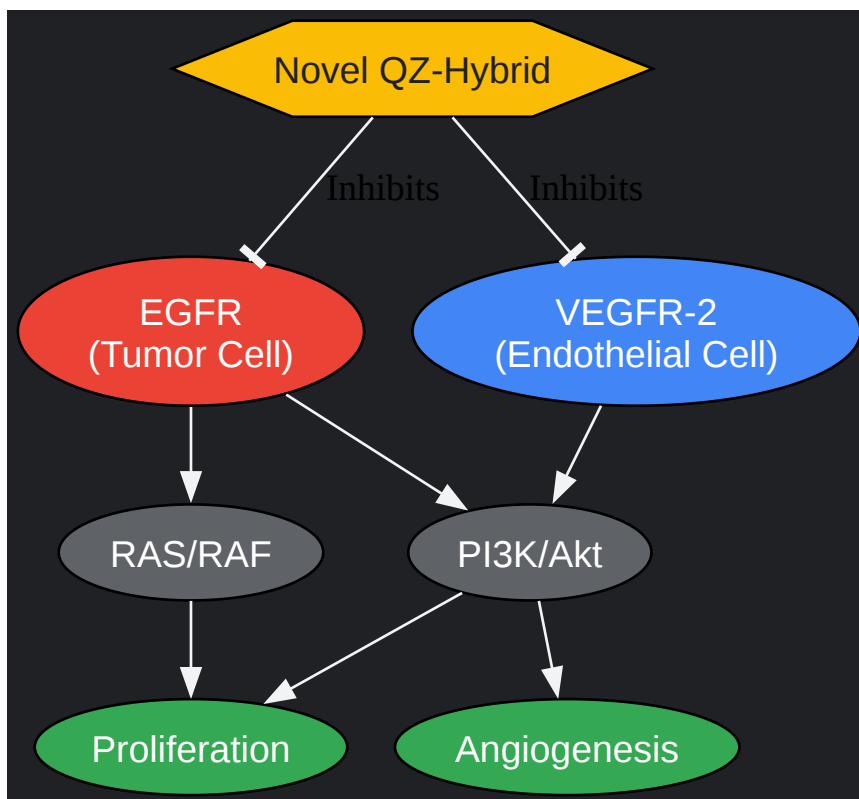 Novel QZ-Hybrid
Inhibits
Inhibits
EGFR
(Tumor Cell)
VEGFR-2
(Endothelial Cell)
RAS/RAF
PI3K/Akt
Proliferation
Angiogenesis